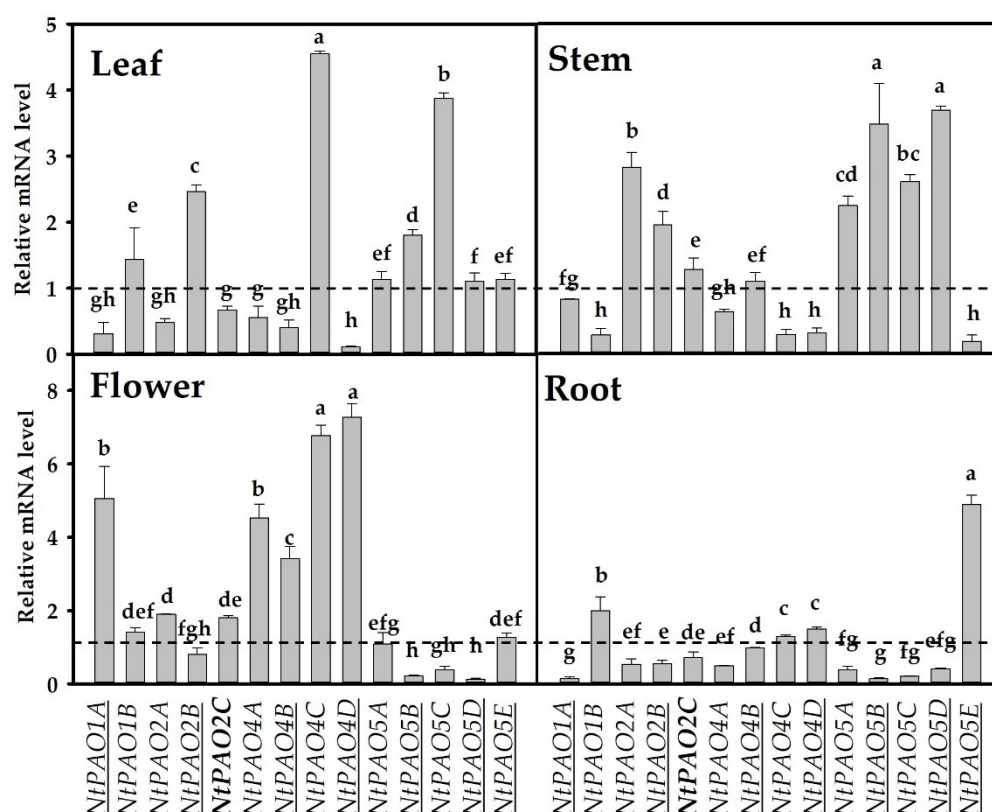 Leaf
Relative mRNA level
5
4
3
2
1
0
gh
e
gh
c
g
g
gh
a
h
ef
d
b
f
ef
Stem
fg
h
b
d
e
gh
ef
h
h
cd
a
bc
a
h
Flower
Relative mRNA level
8
6
4
2
0
b
def
d
fgh
de
b
c
a
a
efg
h
gh
h
def
Root
g
b
ef
e
de
ef
d
c
c
fg
g
fg
efg
a
NtPAO1A
NtPAO1B
NtPAO2A
NtPAO2B
NtPAO2C
NtPAO4A
NtPAO4B
NtPAO4C
NtPAO4D
NtPAO5A
NtPAO5B
NtPAO5C
NtPAO5D
NtPAO5E
NtPAO1A
NtPAO1B
NtPAO2A
NtPAO2B
NtPAO2C
NtPAO4A
NtPAO4B
NtPAO4C
NtPAO4D
NtPAO5A
NtPAO5B
NtPAO5C
NtPAO5D
NtPAO5E